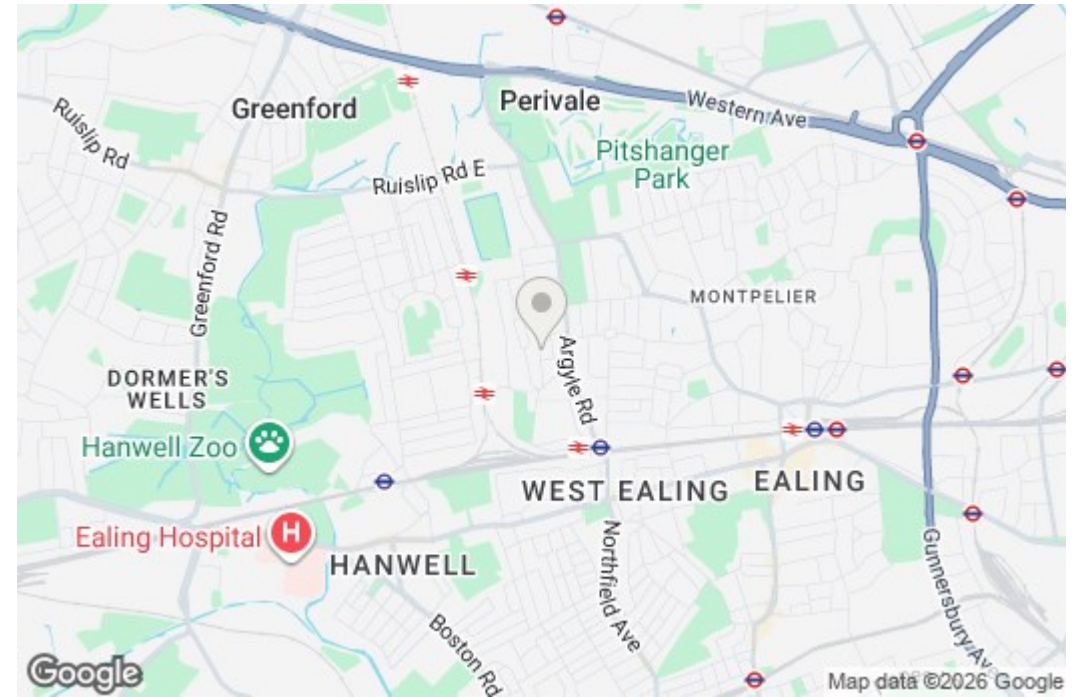 Greenford
Perivale
Western Ave
Ruislip Rd
Pitshanger
Park
Ruislip Rd E
Greenford Rd
MONTPELIER
Argyle Rd
DORMER'S
WELLS
Hanwell Zoo
WEST EALING
EALING
Ealing Hospital
H
HANWELL
Northfield Ave
Gunnersbury Ave
Boston Rd
Google
Map data ©2026 Google